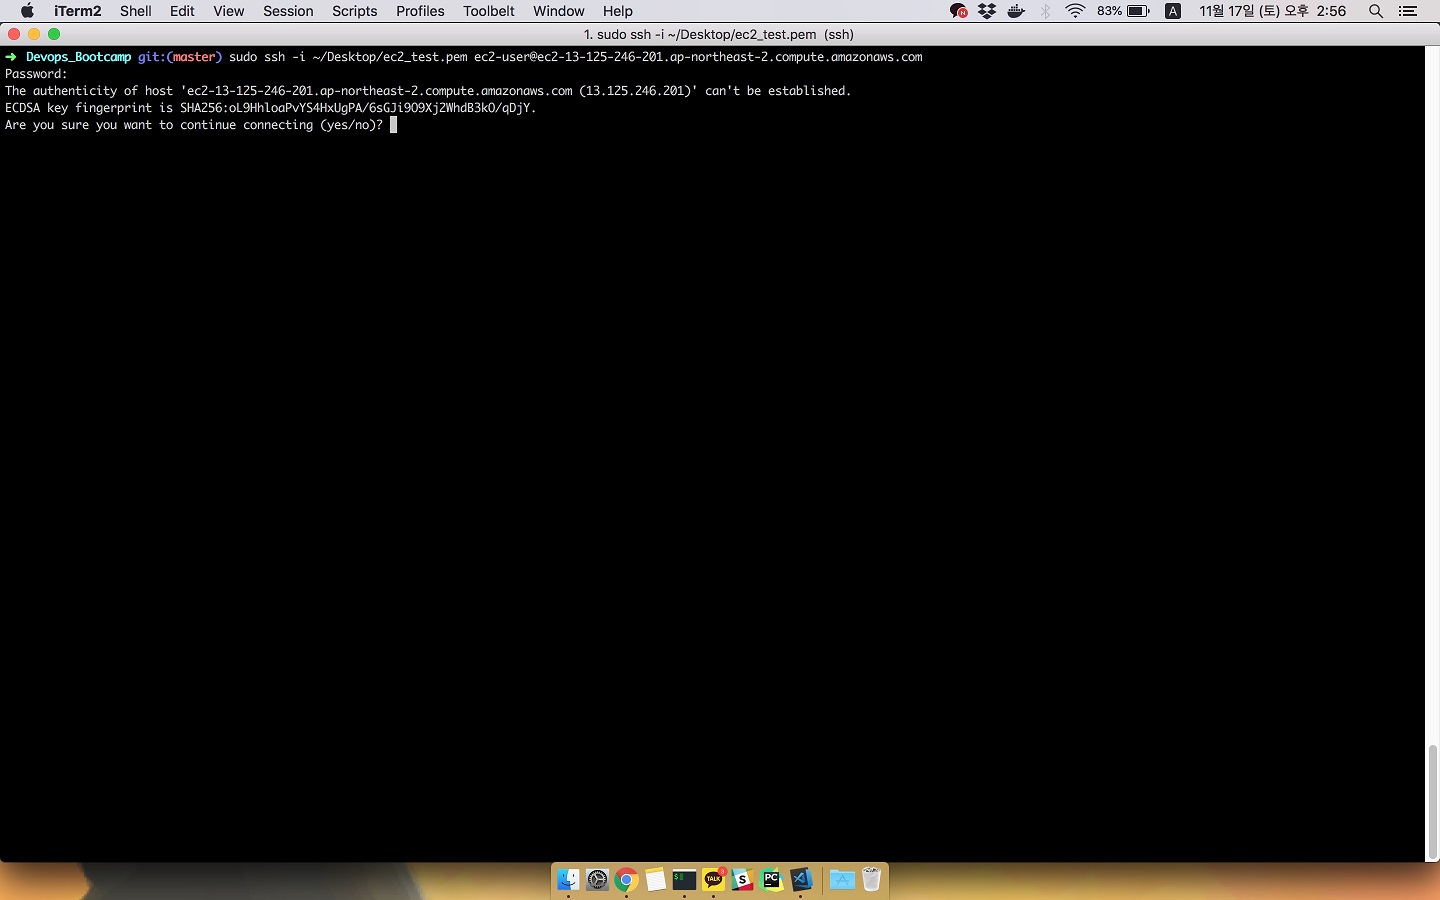 iTerm2 Shell Edit View Session Scripts Profiles Toolbelt Window Help 83% A 11월 17일 (토) 오후 2:56
1. sudo ssh -i ~/Desktop/ec2_test.pem (ssh)
➜ Devops_Bootcamp git:(master) sudo ssh -i ~/Desktop/ec2_test.pem ec2-user@ec2-13-125-246-201.ap-northeast-2.compute.amazonaws.com
Password:
The authenticity of host 'ec2-13-125-246-201.ap-northeast-2.compute.amazonaws.com (13.125.246.201)' can't be established.
ECDSA key fingerprint is SHA256:oL9HhloaPvYS4HxUgPA/6sGJi9O9Xj2WhdB3kO/qDjY.
Are you sure you want to continue connecting (yes/no)?
TALK 3 S PC